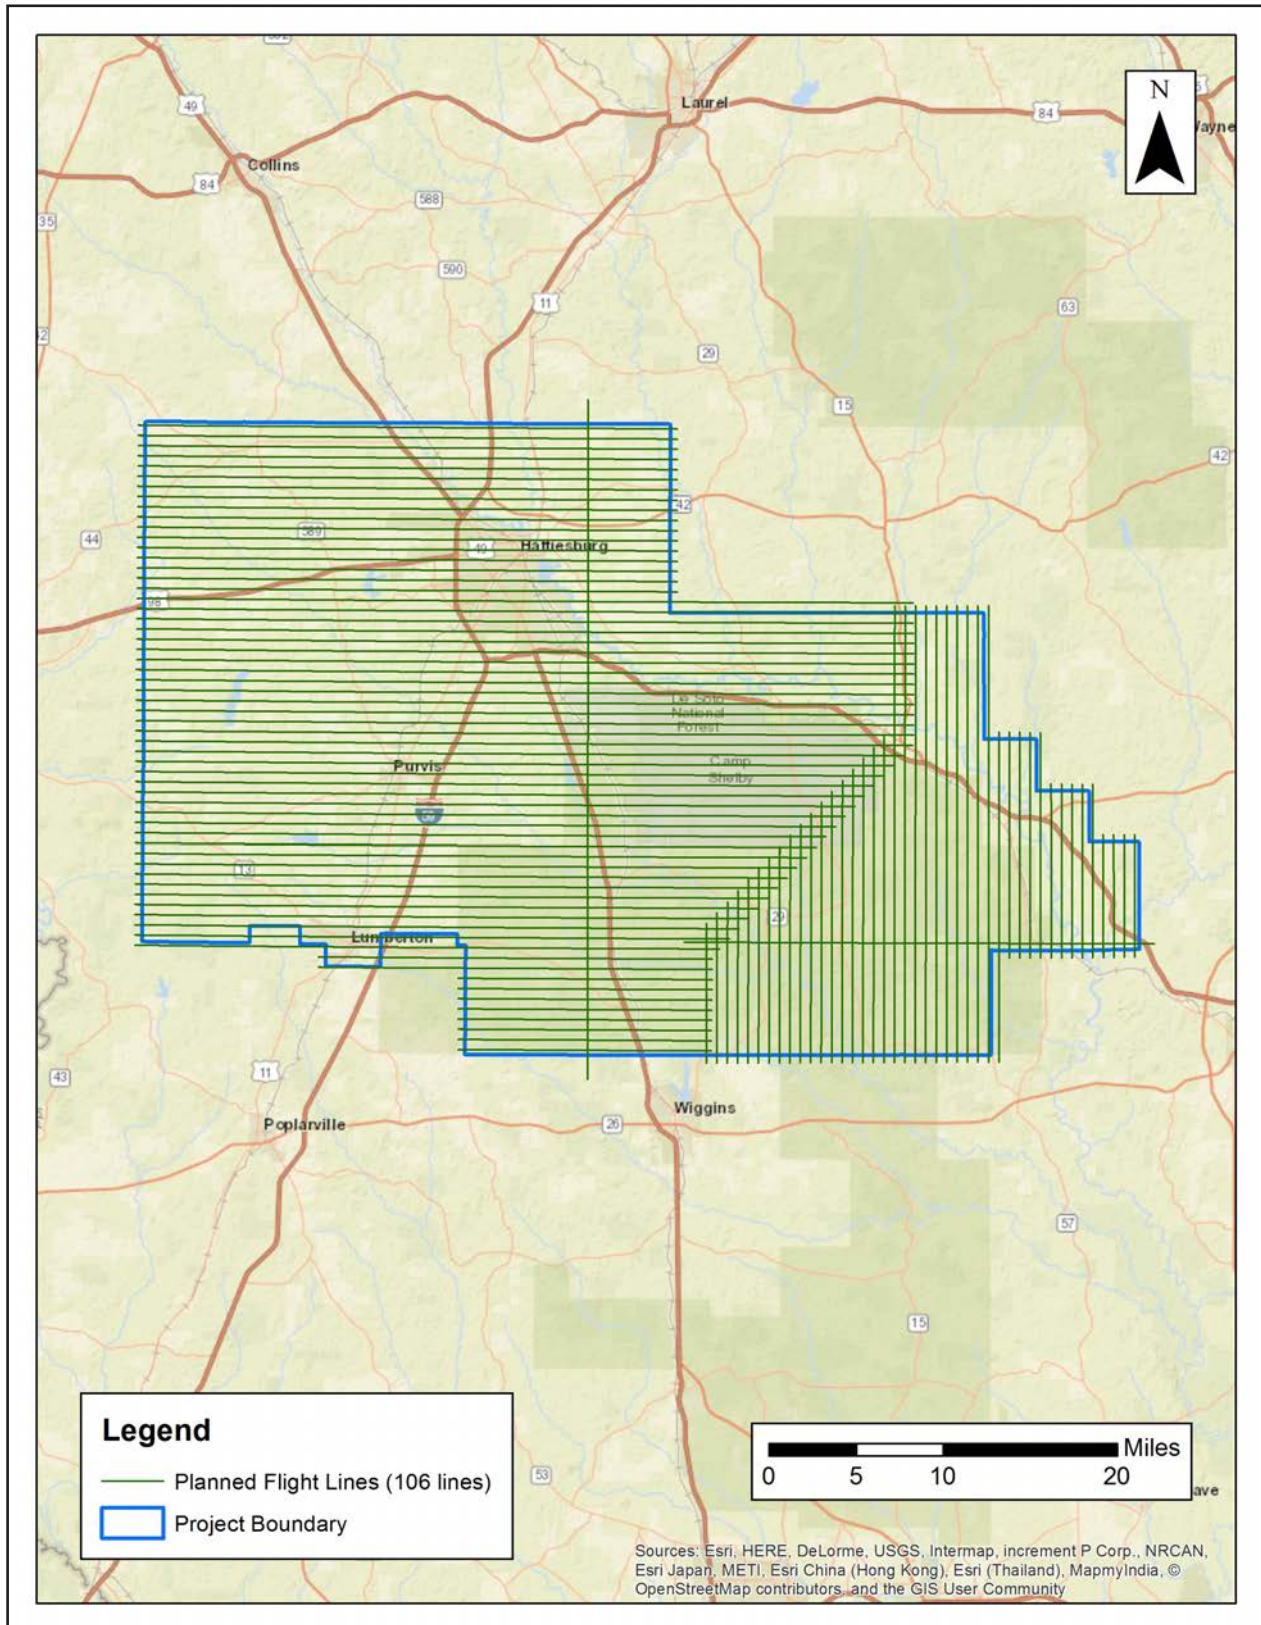 49
Laurel
84
N
Collins
84
588
35
590
11
63
29
15
42
42
44
589
49
Hattiesburg
98
De Soto
National
Forest
Camp
Shelby
Purvis
13
29
Lumberton
11
43
Wiggins
26
Poplarville
57
15
53
Legend
Planned Flight Lines (106 lines)
Project Boundary
Miles
0 5 10 20
ave
Sources: Esri, HERE, DeLorme, USGS, Intermap, increment P Corp., NRCAN,
Esri Japan, METI, Esri China (Hong Kong), Esri (Thailand), MapmyIndia, ©
OpenStreetMap contributors, and the GIS User Community